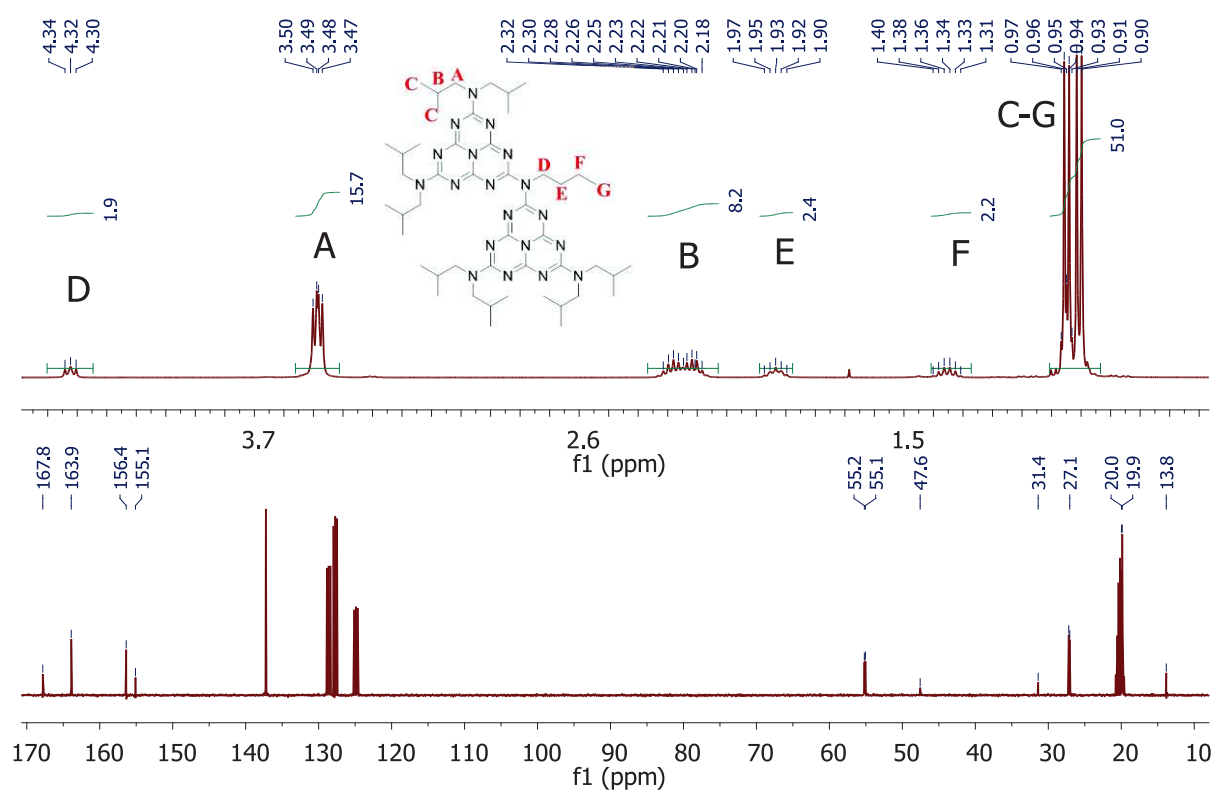 4.34 4.32 4.30 3.50 3.49 3.48 3.47 2.32 2.30 2.28 2.26 2.25 2.23 2.22 2.21 2.20 2.18 1.97 1.95 1.93 1.92 1.90 1.40 1.38 1.36 1.34 1.33 1.31 0.97 0.96 0.95 0.94 0.93 0.91 0.90
C B A
C
N
N N
N N N N N
N N N N N
D F
E G
N
N N
N N N N N
N N N
N N
C-G
1.9 15.7 8.2 2.4 2.2 51.0
D A B E F
3.7 2.6 1.5
f1 (ppm)
167.8 163.9 156.4 155.1 55.2 55.1 47.6 31.4 27.1 20.0 19.9 13.8
170 160 150 140 130 120 110 100 90 80 70 60 50 40 30 20 10
f1 (ppm)